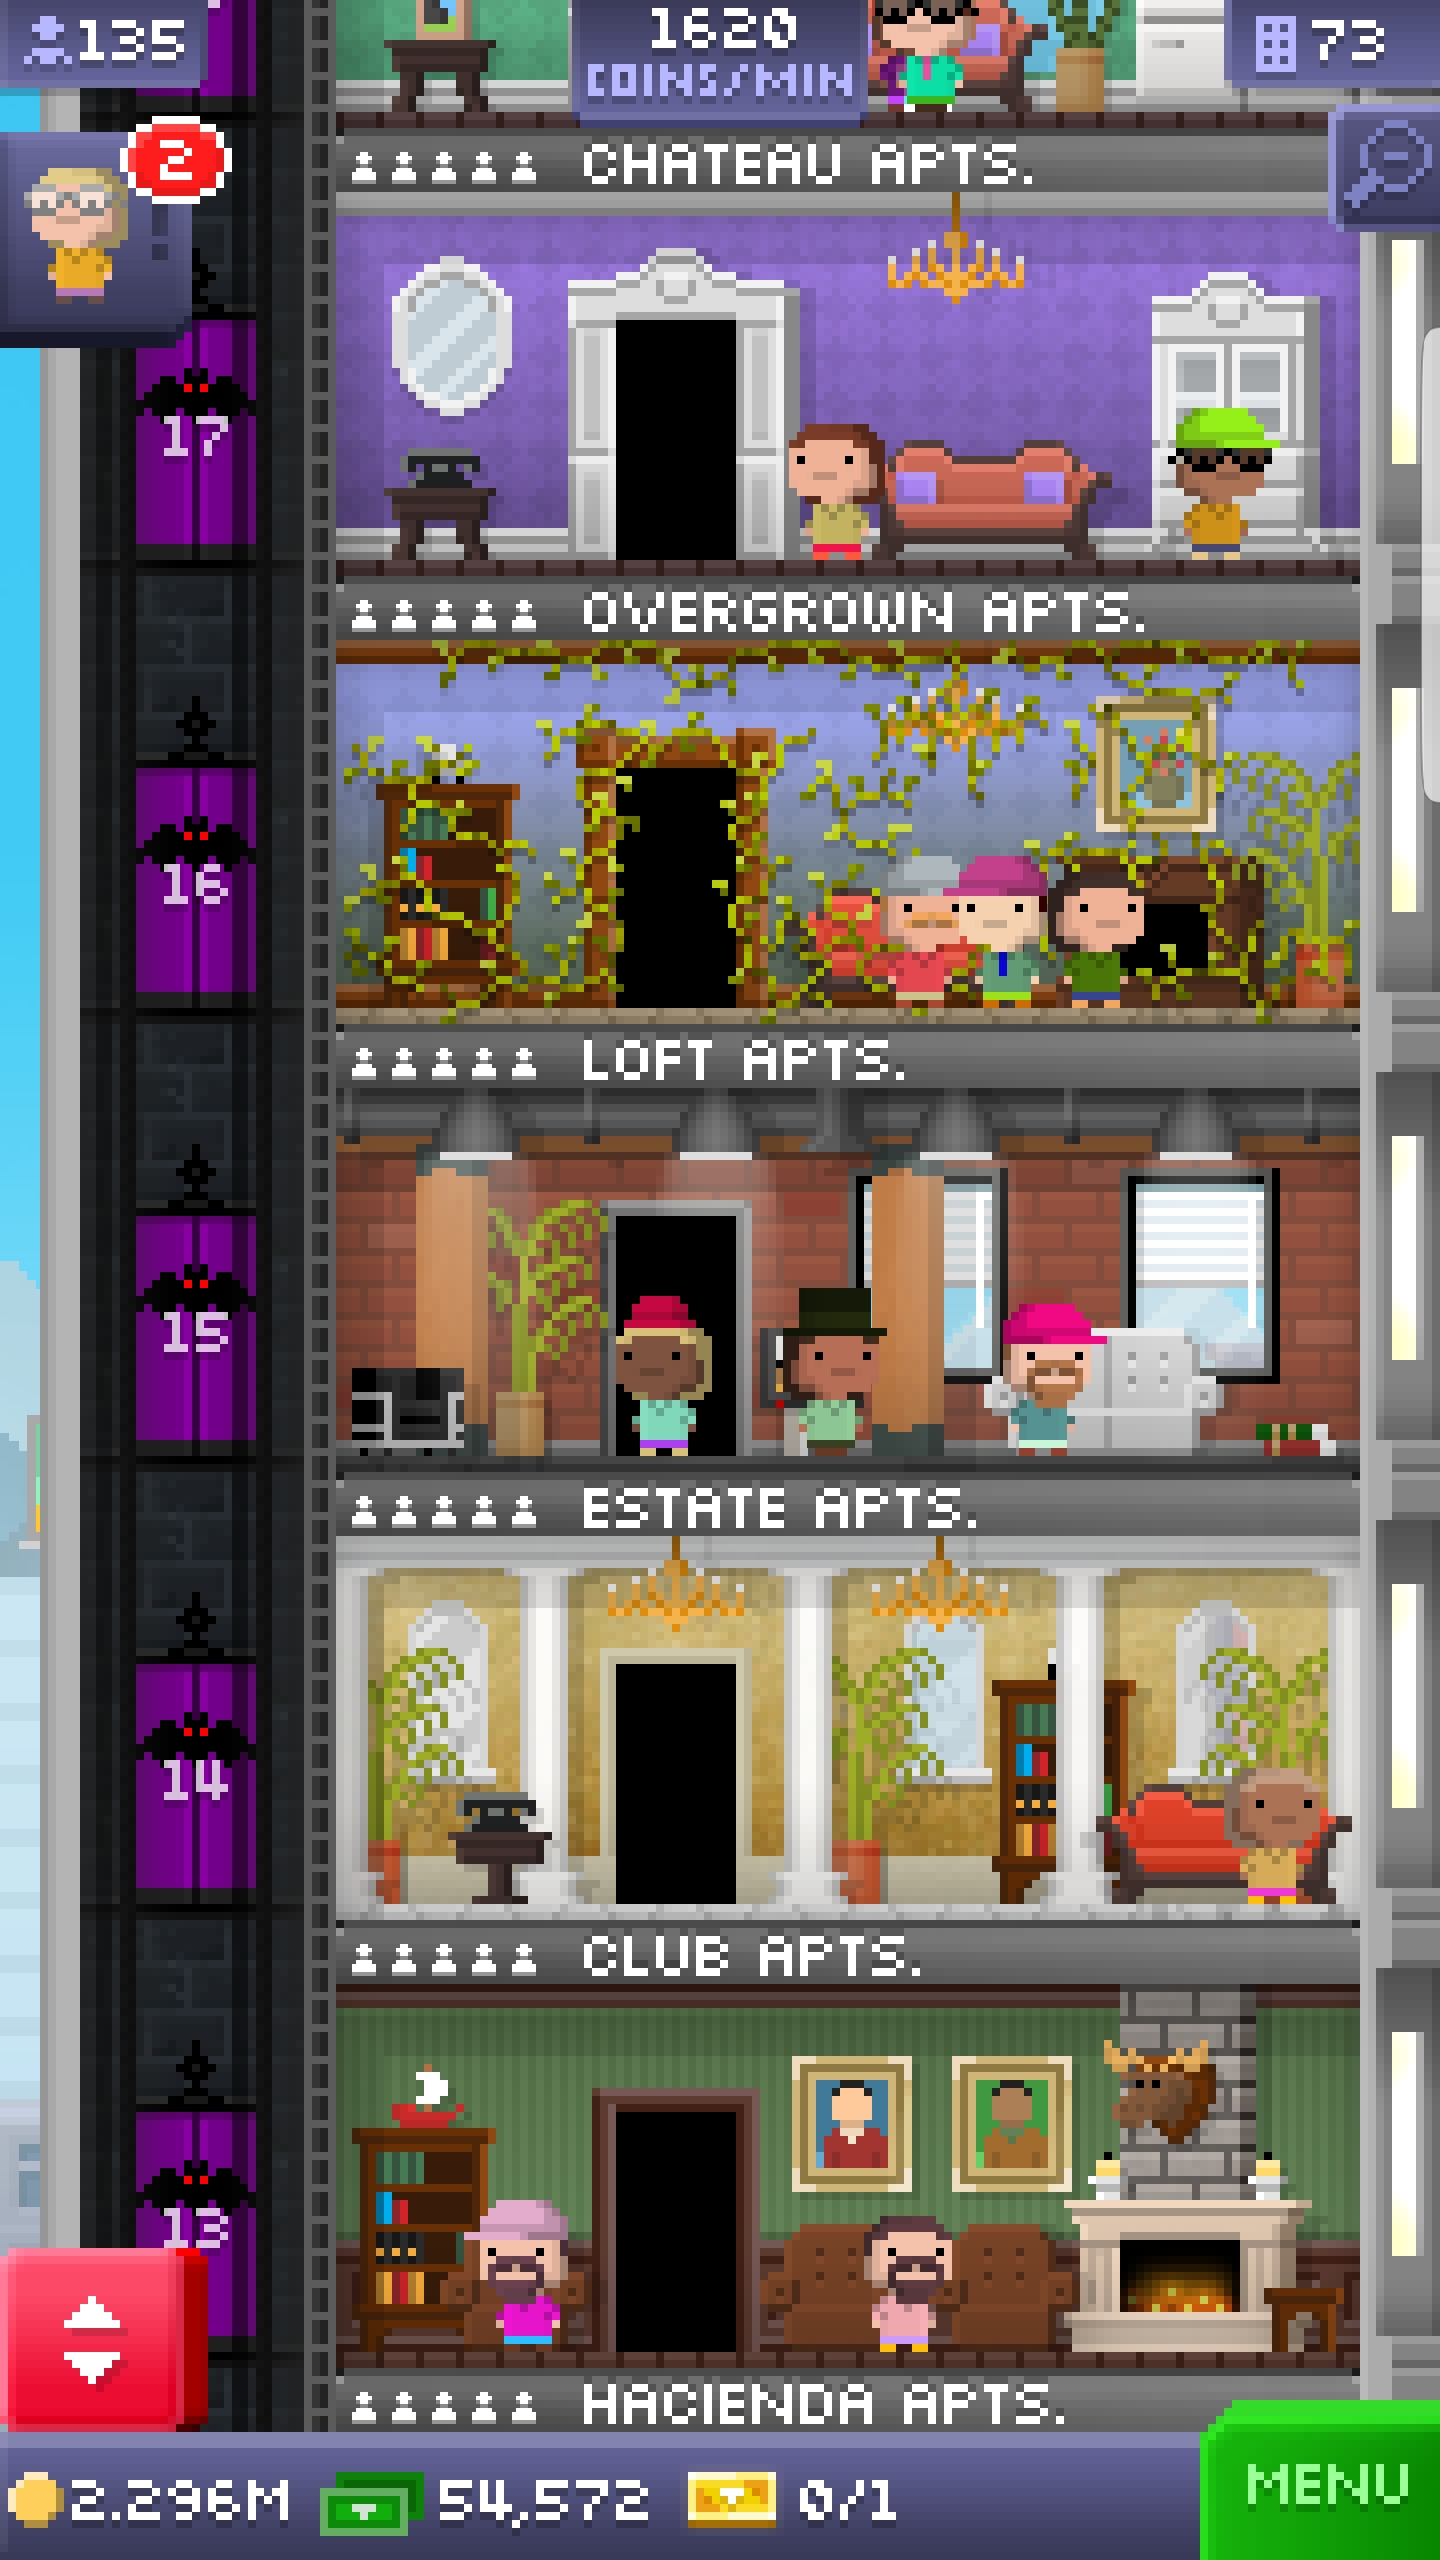 135
1620
COINS/MIN
73
2
CHATEAU APTS.
17
OVERGROWN APTS.
16
LOFT APTS.
15
ESTATE APTS.
14
CLUB APTS.
13
HACIENDA APTS.
2.296M 54,572 0/1
MENU